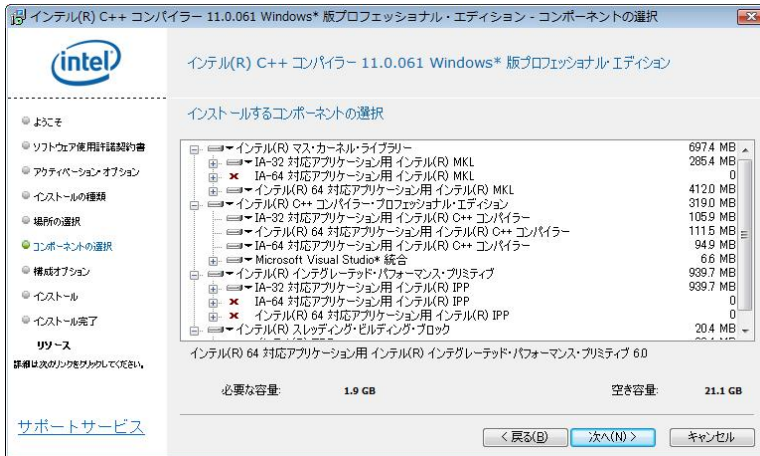 インテル(R) C++ コンパイラー 11.0.061 Windows* 版プロフェッショナル・エディション - コンポーネントの選択
intel
インテル(R) C++ コンパイラー 11.0.061 Windows* 版プロフェッショナル・エディション
インストールするコンポーネントの選択
ようこそ
ソフトウェア使用許諾契約書
アクティベーション オプション
インストールの種類
場所の選択
コンポーネントの選択
構成オプション
インストール
インストール完了
リソース
詳細は次のリンクをクリックしてください。
サポートサービス
インテル(R) マス・カーネル・ライブラリー 697.4 MB
IA-32 対応アプリケーション用 インテル(R) MKL 285.4 MB
IA-64 対応アプリケーション用 インテル(R) MKL 0
インテル(R) 64 対応アプリケーション用 インテル(R) MKL 412.0 MB
インテル(R) C++ コンパイラー・プロフェッショナル・エディション 319.0 MB
IA-32 対応アプリケーション用 インテル(R) C++ コンパイラー 105.9 MB
インテル(R) 64 対応アプリケーション用 インテル(R) C++ コンパイラー 111.5 MB
IA-64 対応アプリケーション用 インテル(R) C++ コンパイラー 94.9 MB
Microsoft Visual Studio* 統合 6.6 MB
インテル(R) インテグレーテッド・パフォーマンス・プリミティブ 939.7 MB
IA-32 対応アプリケーション用 インテル(R) IPP 939.7 MB
IA-64 対応アプリケーション用 インテル(R) IPP 0
インテル(R) 64 対応アプリケーション用 インテル(R) IPP 0
インテル(R) スレッディング・ビルディング・ブロック 20.4 MB
インテル(R) 64 対応アプリケーション用 インテル(R) インテグレーテッド・パフォーマンス・プリミティブ 6.0
必要な容量: 1.9 GB 空き容量: 21.1 GB
< 戻る(B) 次へ(N) > キャンセル